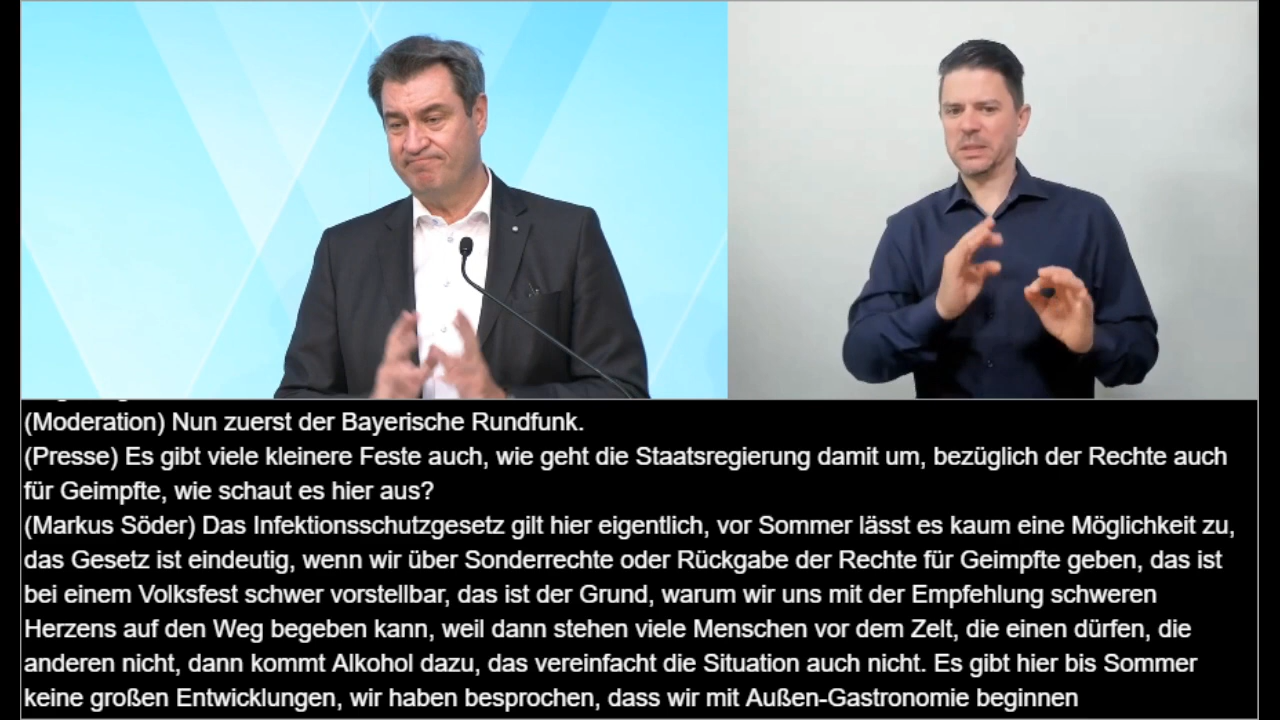 (Moderation) Nun zuerst der Bayerische Rundfunk.
(Presse) Es gibt viele kleinere Feste auch, wie geht die Staatsregierung damit um, bezüglich der Rechte auch
für Geimpfte, wie schaut es hier aus?
(Markus Söder) Das Infektionsschutzgesetz gilt hier eigentlich, vor Sommer lässt es kaum eine Möglichkeit zu,
das Gesetz ist eindeutig, wenn wir über Sonderrechte oder Rückgabe der Rechte für Geimpfte geben, das ist
bei einem Volksfest schwer vorstellbar, das ist der Grund, warum wir uns mit der Empfehlung schweren
Herzens auf den Weg begeben kann, weil dann stehen viele Menschen vor dem Zelt, die einen dürfen, die
anderen nicht, dann kommt Alkohol dazu, das vereinfacht die Situation auch nicht. Es gibt hier bis Sommer
keine großen Entwicklungen, wir haben besprochen, dass wir mit Außen-Gastronomie beginnen